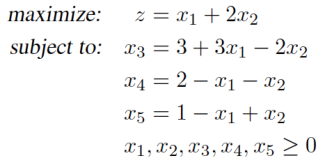 maximize: z = x₁ + 2x₂
subject to: x₃ = 3 + 3x₁ − 2x₂
x₄ = 2 − x₁ − x₂
x₅ = 1 − x₁ + x₂
x₁, x₂, x₃, x₄, x₅ ≥ 0